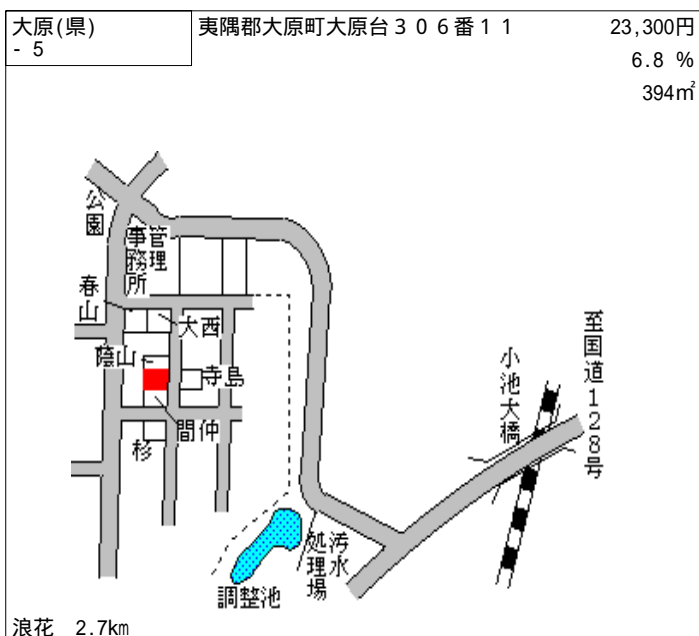 大原(県)
- 5
夷隅郡大原町大原台３０６番１１
23,300円
6.8 %
394㎡
公園
管理事務所
春山
大西
蔭山
寺島
間仲
杉
小池大橋
至国道128号
汚水処理場
調整池
浪花 2.7km